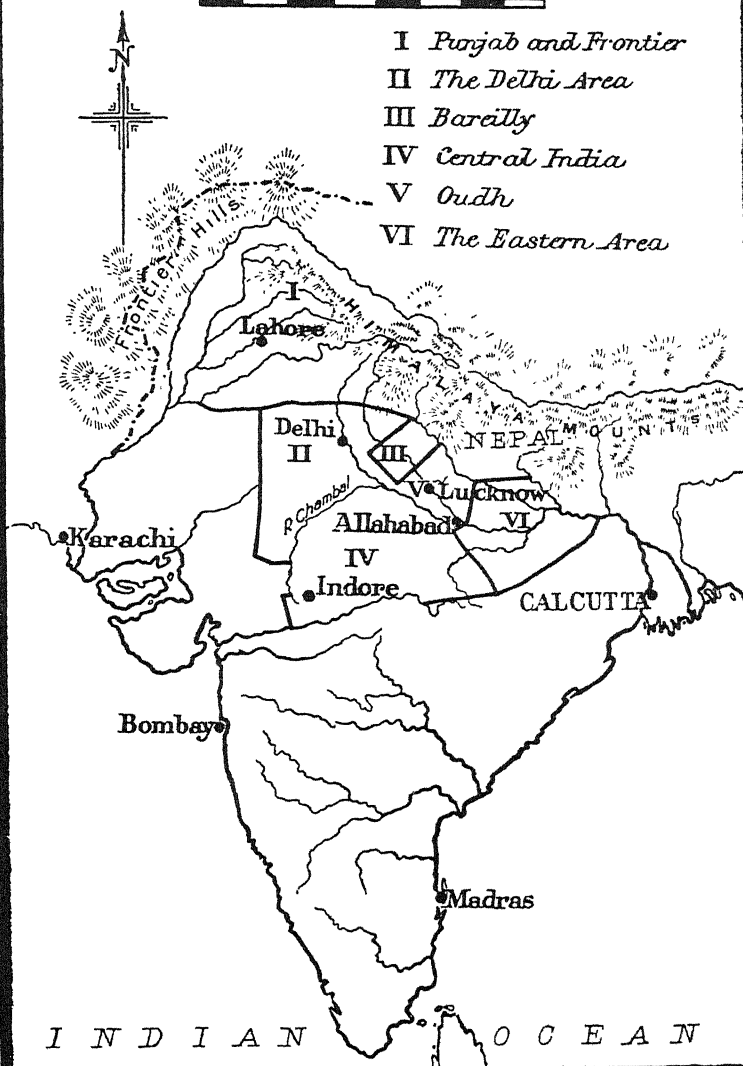 N
I Punjab and Frontier
II The Delhi Area
III Bareilly
IV Central India
V Oudh
VI The Eastern Area
Frontier Hills
I
Lahore
HIMALAYA MOUNTS
Delhi
II
III
NEPAL
V
Lucknow
R Chambal
Allahabad
VI
Karachi
IV
Indore
CALCUTTA
Bombay
Madras
INDIAN OCEAN